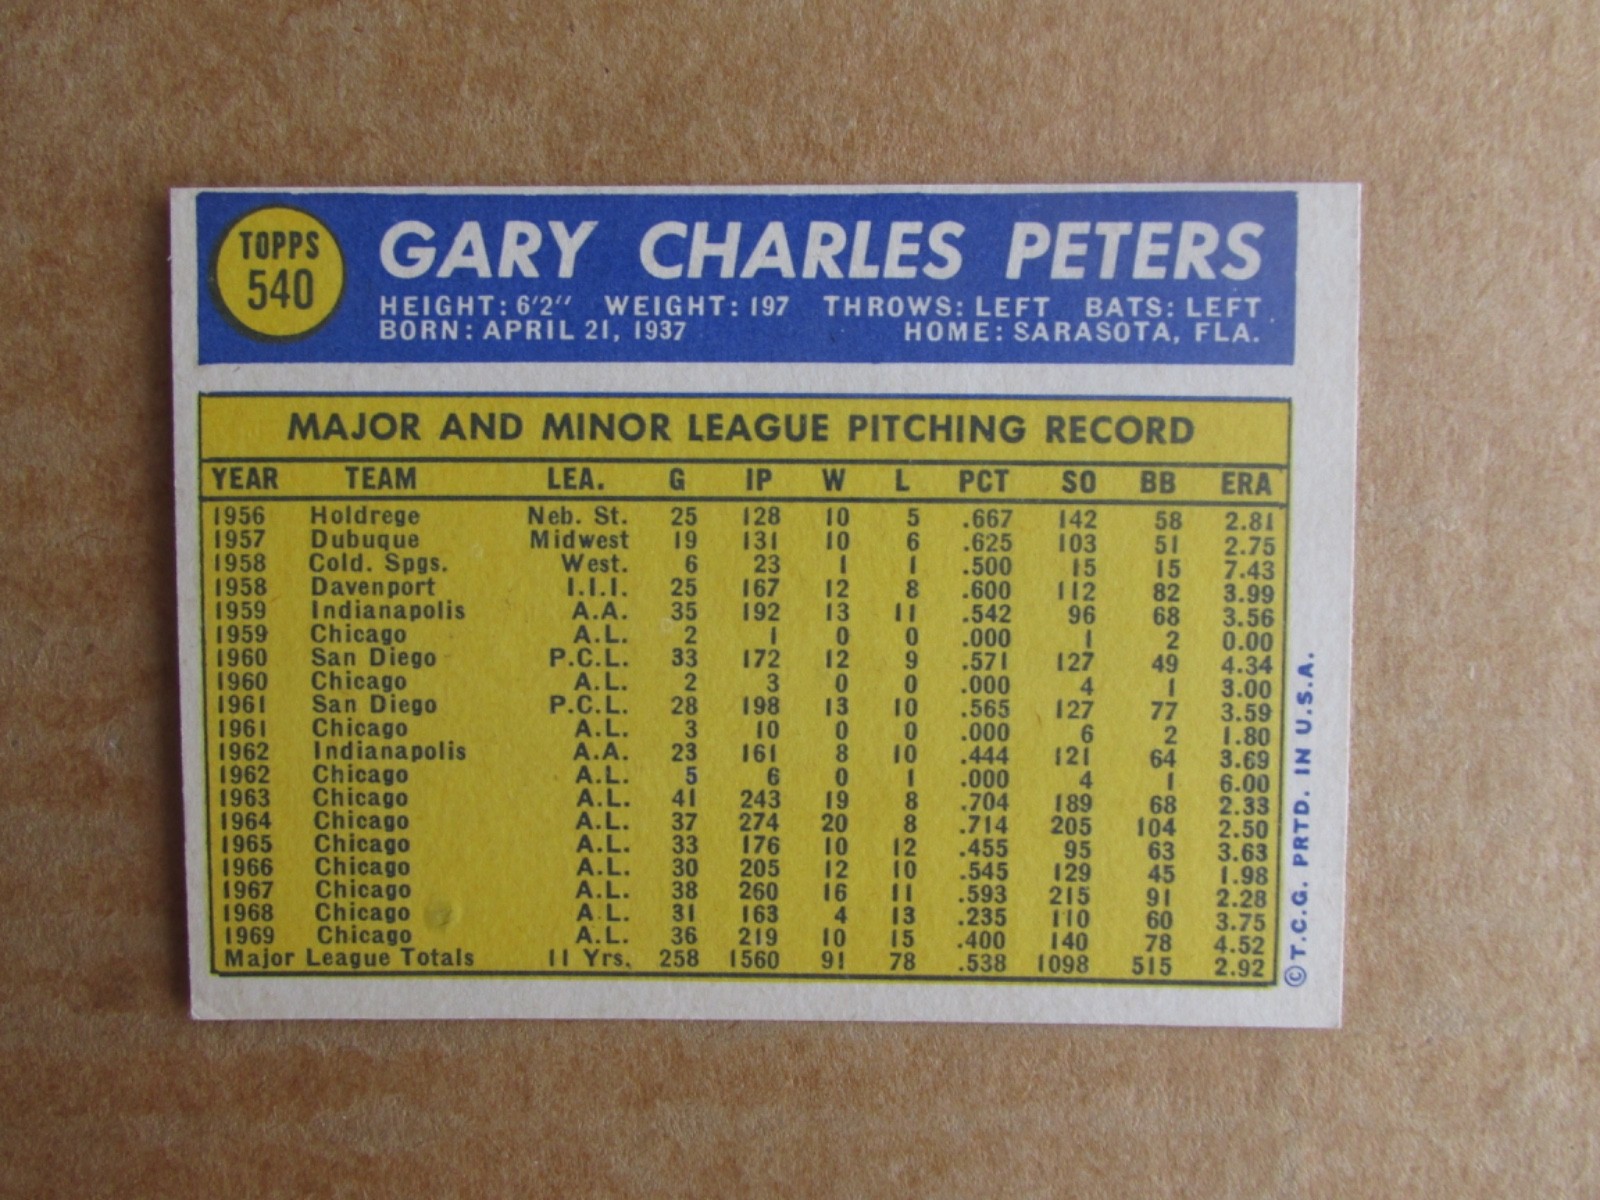 TOPPS
540
GARY CHARLES PETERS
HEIGHT: 6'2" WEIGHT: 197 THROWS: LEFT BATS: LEFT
BORN: APRIL 21, 1937 HOME: SARASOTA, FLA.
MAJOR AND MINOR LEAGUE PITCHING RECORD
YEAR TEAM LEA. G IP W L PCT SO BB ERA
1956 Holdrege Neb. St. 25 128 10 5 .667 142 58 2.81
1957 Dubuque Midwest 19 131 10 6 .625 103 51 2.75
1958 Cold. Spgs. West. 6 23 1 1 .500 15 15 7.43
1958 Davenport I.I.I. 25 167 12 8 .600 112 82 3.99
1959 Indianapolis A.A. 35 192 13 11 .542 96 68 3.56
1959 Chicago A.L. 2 1 0 0 .000 1 2 0.00
1960 San Diego P.C.L. 33 172 12 9 .571 127 49 4.34
1960 Chicago A.L. 2 3 0 0 .000 4 1 3.00
1961 San Diego P.C.L. 28 198 13 10 .565 127 77 3.59
1961 Chicago A.L. 3 10 0 0 .000 6 2 1.80
1962 Indianapolis A.A. 23 161 8 10 .444 121 64 3.69
1962 Chicago A.L. 5 6 0 1 .000 4 1 6.00
1963 Chicago A.L. 41 243 19 8 .704 189 68 2.33
1964 Chicago A.L. 37 274 20 8 .714 205 104 2.50
1965 Chicago A.L. 33 176 10 12 .455 95 63 3.63
1966 Chicago A.L. 30 205 12 10 .545 129 45 1.98
1967 Chicago A.L. 38 260 16 11 .593 215 91 2.28
1968 Chicago A.L. 31 163 4 13 .235 110 60 3.75
1969 Chicago A.L. 36 219 10 15 .400 140 78 4.52
Major League Totals 11 Yrs. 258 1560 91 78 .538 1098 515 2.92
©T.C.G. PRTD. IN U.S.A.